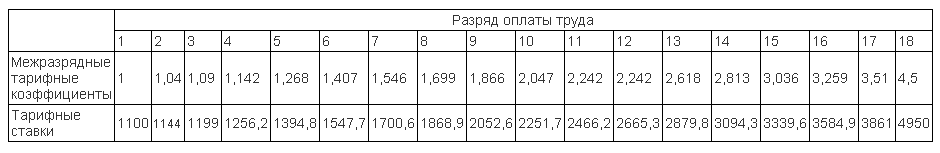 Разряд оплаты труда
1 2 3 4 5 6 7 8 9 10 11 12 13 14 15 16 17 18
Межразрядные
тарифные
коэффициенты 1 1,04 1,09 1,142 1,268 1,407 1,546 1,699 1,866 2,047 2,242 2,242 2,618 2,813 3,036 3,259 3,51 4,5
Тарифные
ставки 1100 1144 1199 1256,2 1394,8 1547,7 1700,6 1868,9 2052,6 2251,7 2466,2 2665,3 2879,8 3094,3 3339,6 3584,9 3861 4950